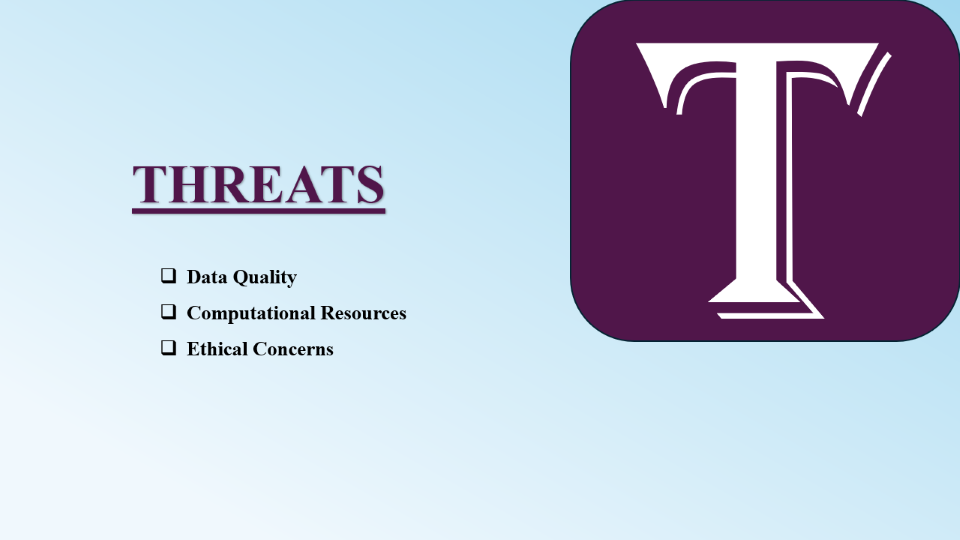 T
THREATS
Data Quality
Computational Resources
Ethical Concerns